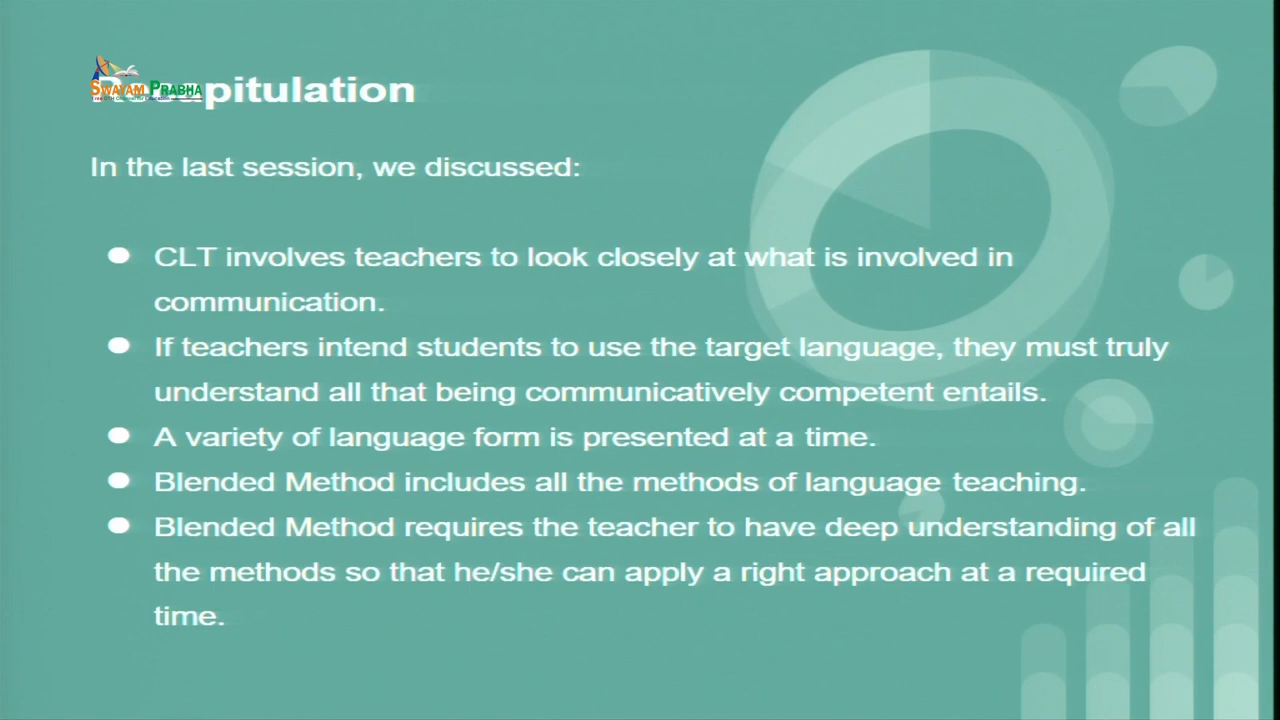 SWAYAM PRABHA
pitulation
In the last session, we discussed:
● CLT involves teachers to look closely at what is involved in
communication.
● If teachers intend students to use the target language, they must truly
understand all that being communicatively competent entails.
● A variety of language form is presented at a time.
● Blended Method includes all the methods of language teaching.
● Blended Method requires the teacher to have deep understanding of all
the methods so that he/she can apply a right approach at a required
time.